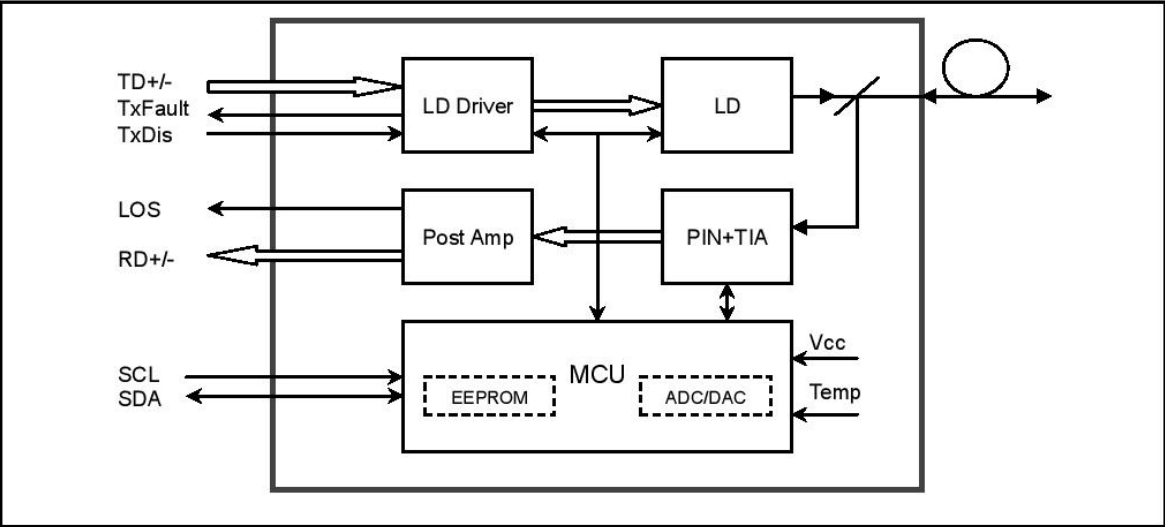 TD+/-
TxFault
TxDis
LD Driver
LD
LOS
RD+/-
Post Amp
PIN+TIA
SCL
SDA
MCU
EEPROM
ADC/DAC
Vcc
Temp